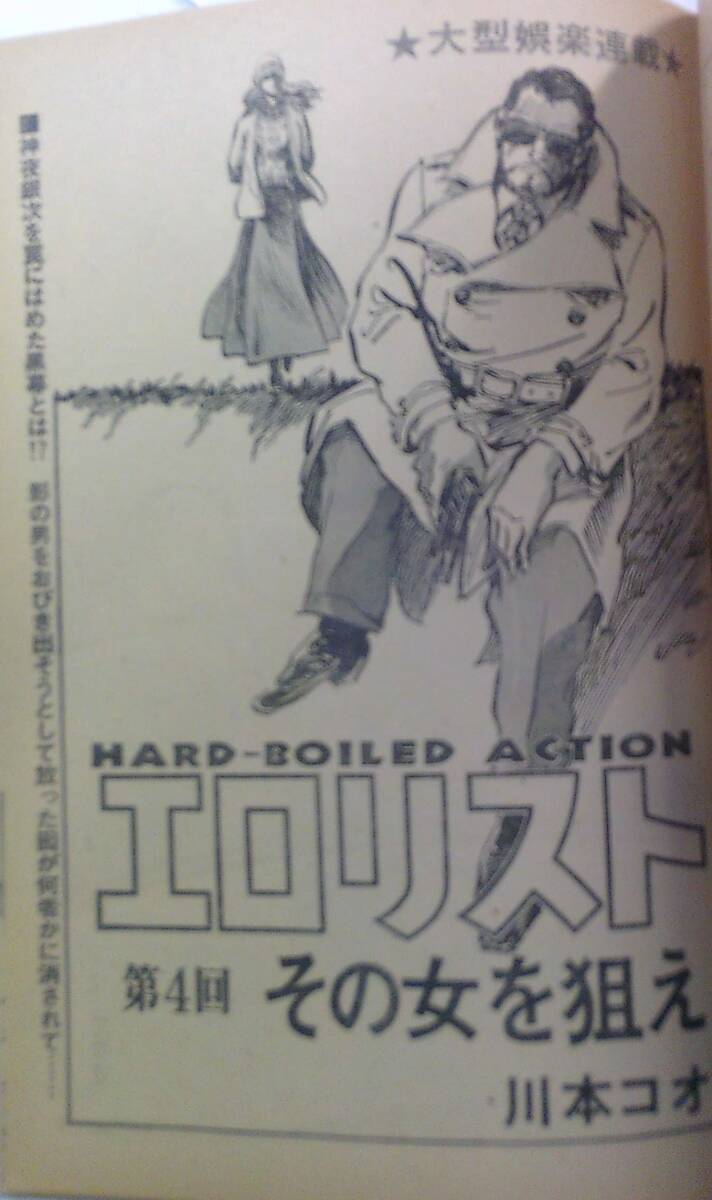 ★大型娯楽連載★
神夜銀次を罠にはめた黒幕とは!? 影の男をおびき出そうとして放った囮が何者かに消されて……
HARD-BOILED ACTION
エロリスト
第4回 その女を狙え
川本コオ